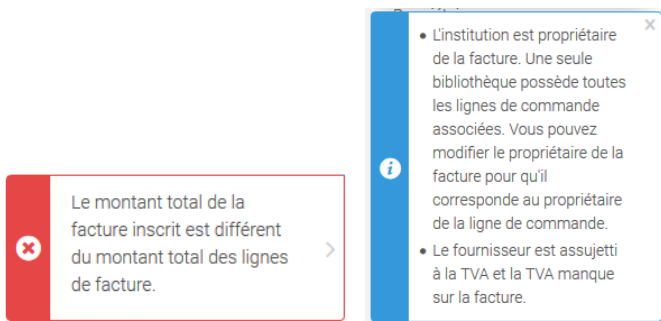 Le montant total de la
facture inscrit est différent
du montant total des lignes
de facture.
• L'institution est propriétaire
de la facture. Une seule
bibliothèque possède toutes
les lignes de commande
associées. Vous pouvez
modifier le propriétaire de la
facture pour qu'il
corresponde au propriétaire
de la ligne de commande.
• Le fournisseur est assujetti
à la TVA et la TVA manque
sur la facture.